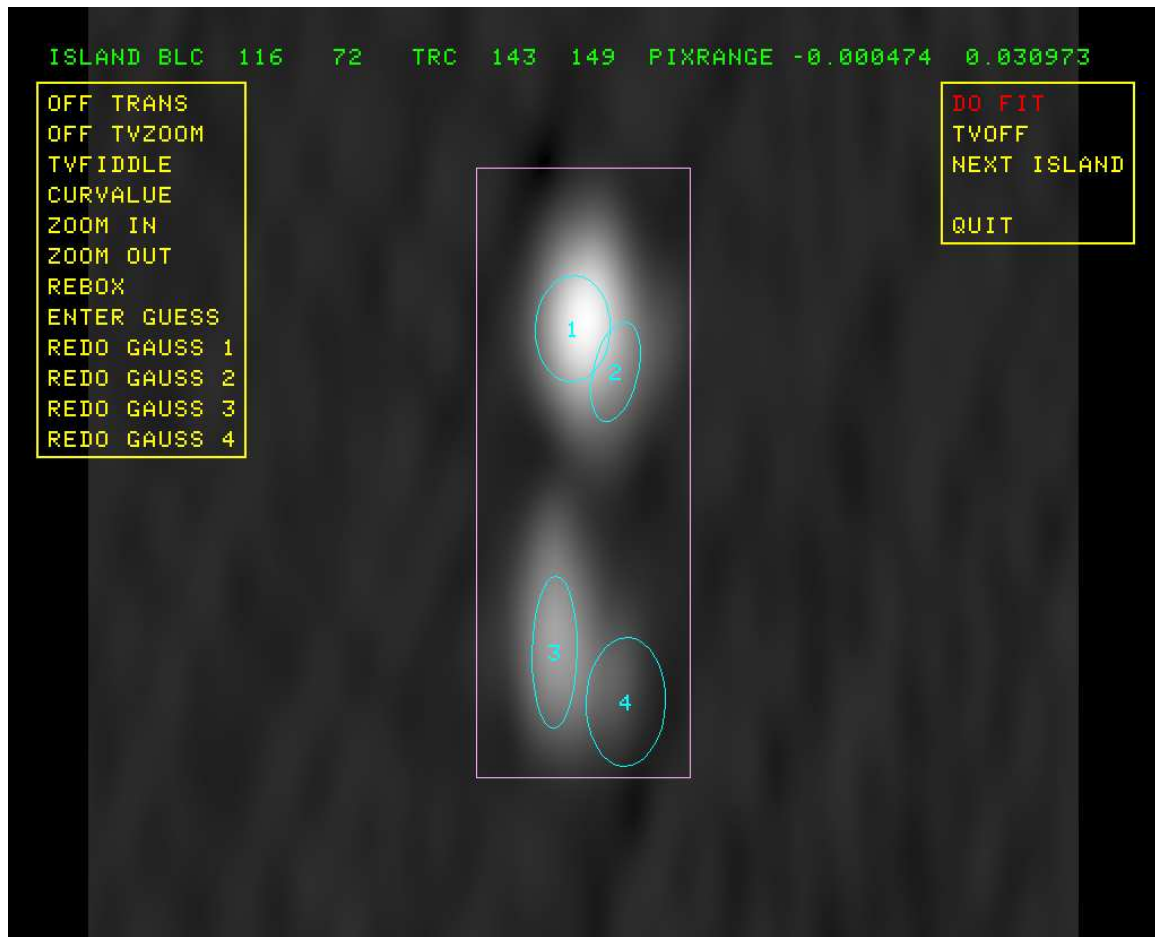 ISLAND BLC 116 72 TRC 143 149 PIXRANGE -0.000474 0.030973
OFF TRANS
OFF TVZOOM
TVFIDDLE
CURVALUE
ZOOM IN
ZOOM OUT
REBOX
ENTER GUESS
REDO GAUSS 1
REDO GAUSS 2
REDO GAUSS 3
REDO GAUSS 4
DO FIT
TVOFF
NEXT ISLAND
QUIT
1
2
3
4